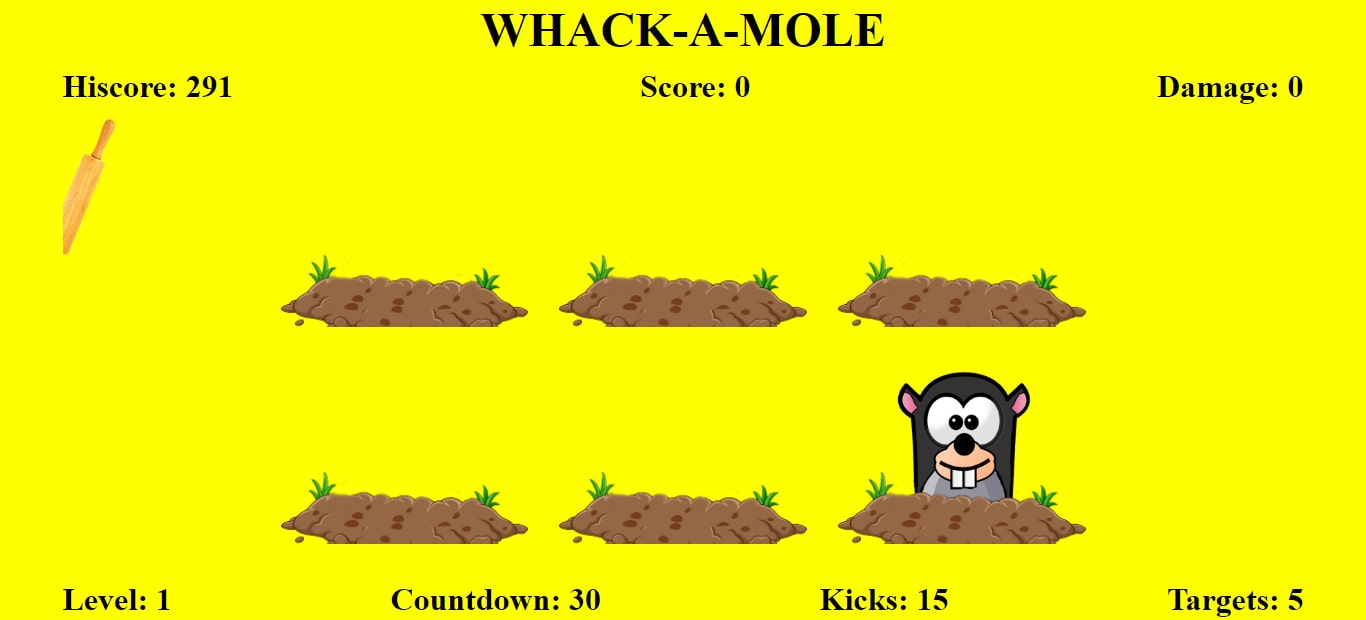 WHACK-A-MOLE
Hiscore: 291 Score: 0 Damage: 0
Level: 1 Countdown: 30 Kicks: 15 Targets: 5